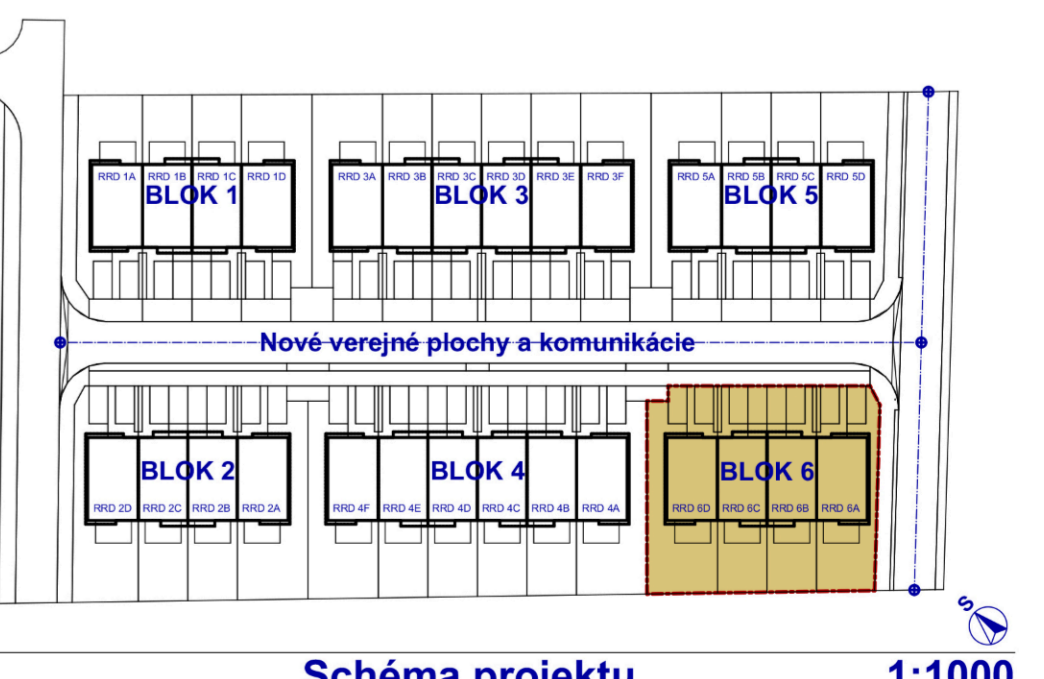 RRD 1A RRD 1B RRD 1C RRD 1D RRD 3A RRD 3B RRD 3C RRD 3D RRD 3E RRD 3F RRD 5A RRD 5B RRD 5C RRD 5D
BLOK 1 BLOK 3 BLOK 5
Nové verejné plochy a komunikácie
BLOK 2 BLOK 4 BLOK 6
RRD 2D RRD 2C RRD 2B RRD 2A RRD 4F RRD 4E RRD 4D RRD 4C RRD 4B RRD 4A RRD 6D RRD 6C RRD 6B RRD 6A
S
Schéma projektu 1:1000